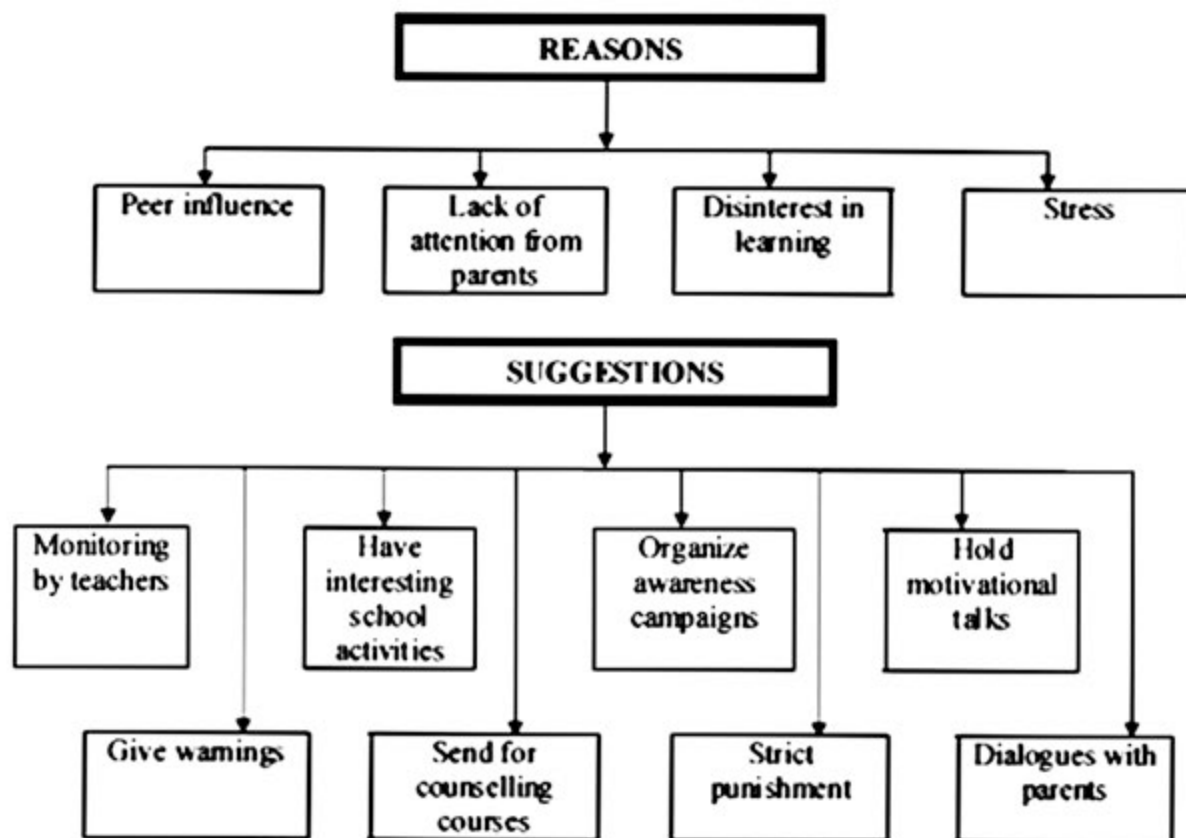 REASONS
Peer influence
Lack of
attention from
parents
Disinterest in
learning
Stress
SUGGESTIONS
Monitoring
by teachers
Have
interesting
school
activities
Organize
awareness
campaigns
Hold
motivational
talks
Give warnings
Send for
counselling
courses
Strict
punishment
Dialogues with
parents